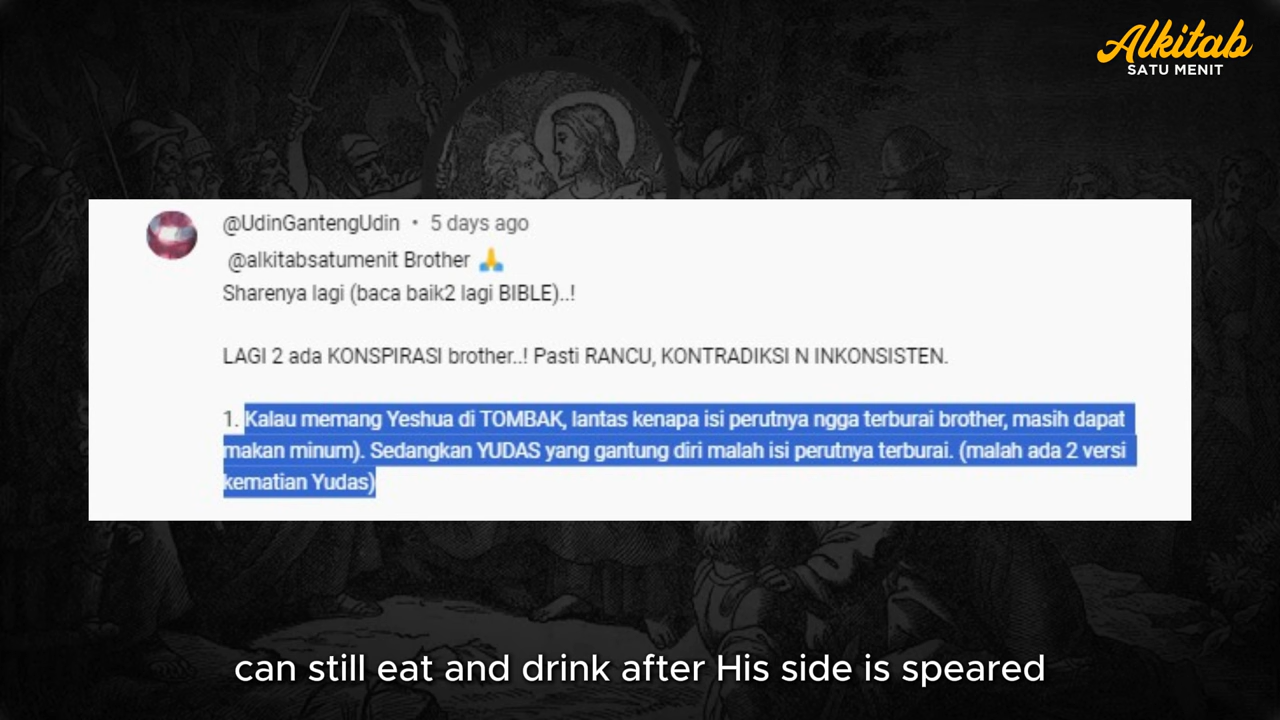 Alkitab
SATU MENIT
@UdinGantengUdin • 5 days ago
@alkitabsatumenit Brother 🙏
Sharenya lagi (baca baik2 lagi BIBLE)..!
LAGI 2 ada KONSPIRASI brother..! Pasti RANCU, KONTRADIKSI N INKONSISTEN.
1. Kalau memang Yeshua di TOMBAK, lantas kenapa isi perutnya ngga terburai brother, masih dapat
makan minum). Sedangkan YUDAS yang gantung diri malah isi perutnya terburai. (malah ada 2 versi
kematian Yudas)
can still eat and drink after His side is speared